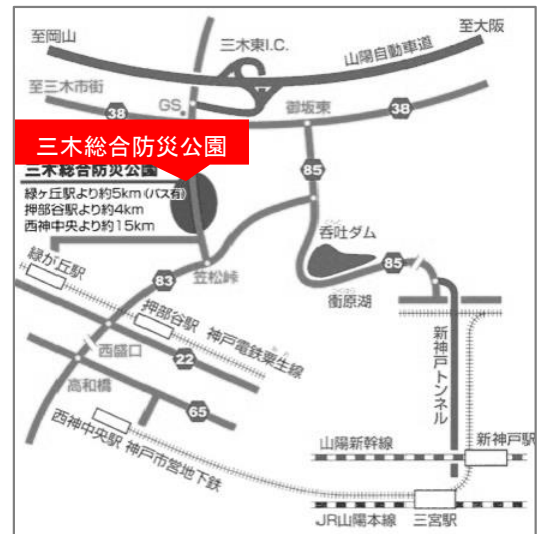 至岡山
至大阪
三木東I.C.
山陽自動車道
至三木市街
38
GS.
御坂東
38
三木総合防災公園
三木総合防災公園
緑ヶ丘駅より約5km(バス有)
押部谷駅より約4km
西神中央より約15km
85
呑吐ダム
85
衝原湖
緑が丘駅
83
笠松峠
押部谷駅
神戸電鉄粟生線
西盛口
22
新神戸トンネル
高和橋
65
西神中央駅 神戸市営地下鉄
山陽新幹線
新神戸駅
JR山陽本線
三宮駅